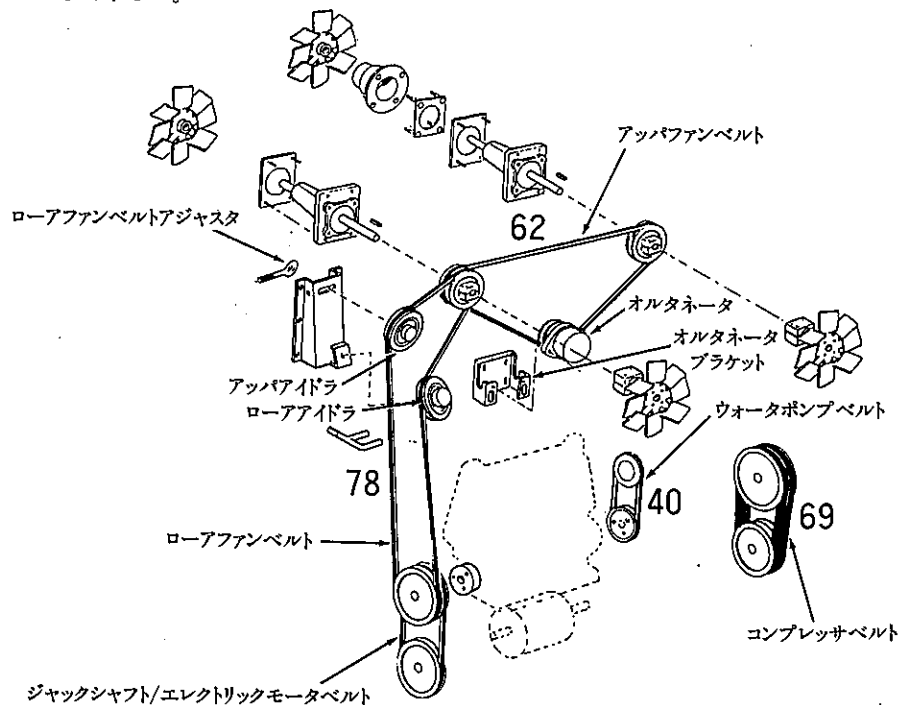 アッパファンベルト
ローアファンベルトアジャスタ
62
オルタネータ
オルタネータ
ブラケット
アッパアイドラ
ローアアイドラ
ウォータポンプベルト
78
40
69
ローアファンベルト
コンプレッサベルト
ジャックシャフト/エレクトリックモータベルト